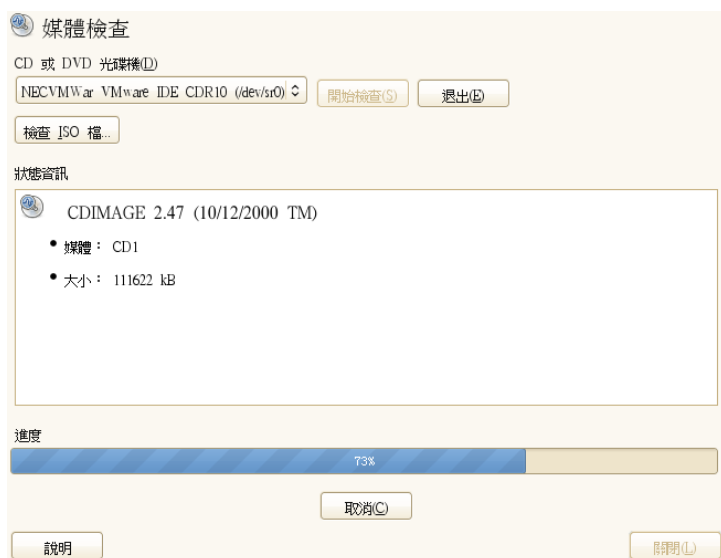 媒體檢查
CD 或 DVD 光碟機(D)
NECVMWar VMware IDE CDR10 (/dev/sr0) 開始檢查(S) 退出(E)
檢查 ISO 檔...
狀態資訊
CDIMAGE 2.47 (10/12/2000 TM)
• 媒體： CD1
• 大小： 111622 kB
進度
73%
取消(C)
說明 關閉(L)